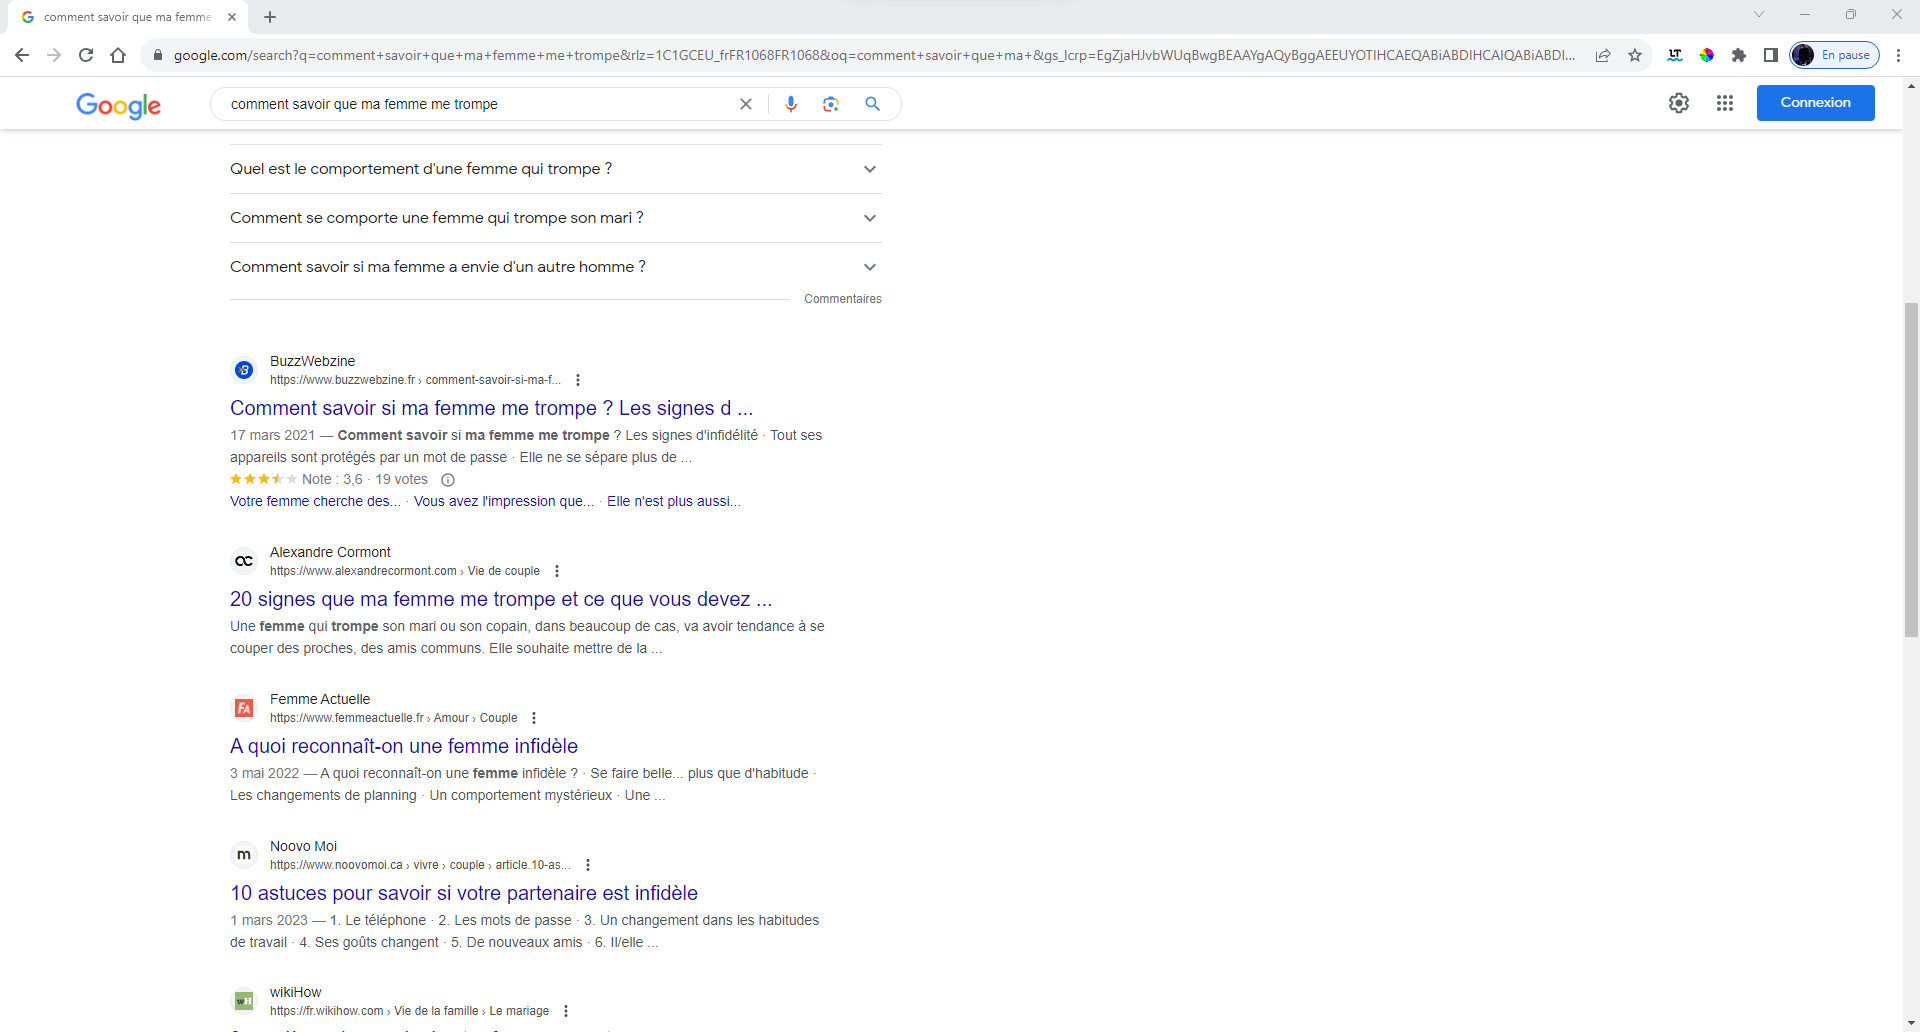 comment savoir que ma femme
google.com/search?q=comment+savoir+que+ma+femme+me+trompe&rlz=1C1GCEU_frFR1068FR1068&oq=comment+savoir+que+ma+&gs_lcrp=EgZjaHJvbWUqBwgBEAAYgAQyBggAEEUYOTIHCAEQABiABDIHCAIQABiABDI...
En pause
Google
comment savoir que ma femme me trompe
Connexion
Quel est le comportement d'une femme qui trompe ?
Comment se comporte une femme qui trompe son mari ?
Comment savoir si ma femme a envie d'un autre homme ?
Commentaires
BuzzWebzine
https://www.buzzwebzine.fr › comment-savoir-si-ma-f...
Comment savoir si ma femme me trompe ? Les signes d ...
17 mars 2021 — Comment savoir si ma femme me trompe ? Les signes d'infidélité · Tout ses
appareils sont protégés par un mot de passe · Elle ne se sépare plus de ...
Note : 3,6 · 19 votes
Votre femme cherche des... · Vous avez l'impression que... · Elle n'est plus aussi...
Alexandre Cormont
https://www.alexandrecormont.com › Vie de couple
20 signes que ma femme me trompe et ce que vous devez ...
Une femme qui trompe son mari ou son copain, dans beaucoup de cas, va avoir tendance à se
couper des proches, des amis communs. Elle souhaite mettre de la ...
FA
Femme Actuelle
https://www.femmeactuelle.fr › Amour › Couple
A quoi reconnaît-on une femme infidèle
3 mai 2022 — A quoi reconnaît-on une femme infidèle ? · Se faire belle... plus que d'habitude ·
Les changements de planning · Un comportement mystérieux · Une ...
m
Noovo Moi
https://www.noovomoi.ca › vivre › couple › article.10-as...
10 astuces pour savoir si votre partenaire est infidèle
1 mars 2023 — 1. Le téléphone · 2. Les mots de passe · 3. Un changement dans les habitudes
de travail · 4. Ses goûts changent · 5. De nouveaux amis · 6. Il/elle ...
wH
wikiHow
https://fr.wikihow.com › Vie de la famille › Le mariage